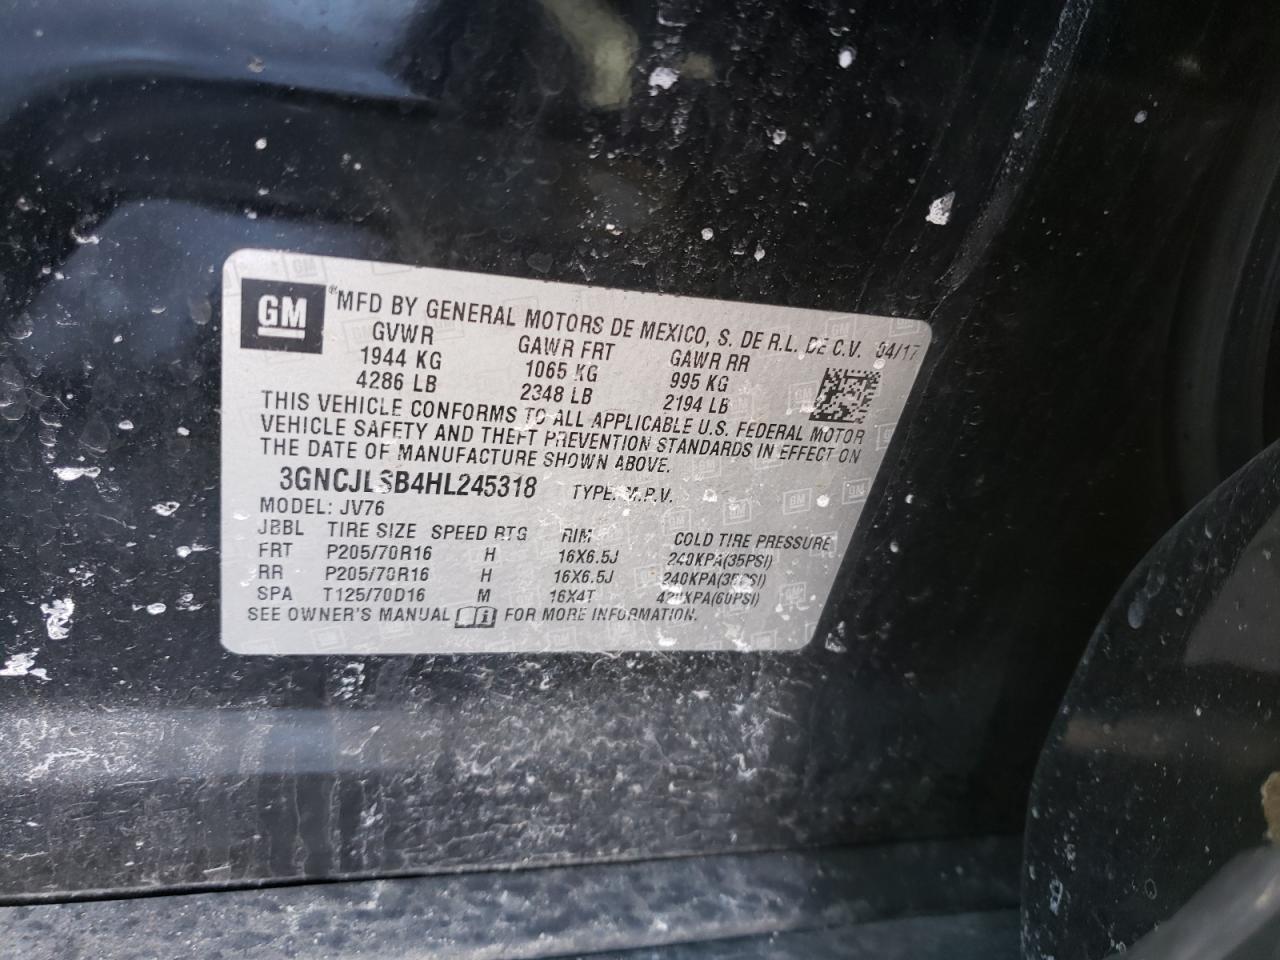 GM ® MFD BY GENERAL MOTORS DE MEXICO, S. DE R.L. DE C.V. 04/17
GVWR GAWR FRT GAWR RR
1944 KG 1065 KG 995 KG
4286 LB 2348 LB 2194 LB
THIS VEHICLE CONFORMS TO ALL APPLICABLE U.S. FEDERAL MOTOR
VEHICLE SAFETY AND THEFT PREVENTION STANDARDS IN EFFECT ON
THE DATE OF MANUFACTURE SHOWN ABOVE.
3GNCJLSB4HL245318 TYPE: M.P.V.
MODEL: JV76
JBBL TIRE SIZE SPEED RTG RIM COLD TIRE PRESSURE
FRT P205/70R16 H 16X6.5J 240KPA(35PSI)
RR P205/70R16 H 16X6.5J 240KPA(35PSI)
SPA T125/70D16 M 16X4T 420KPA(60PSI)
SEE OWNER'S MANUAL FOR MORE INFORMATION.